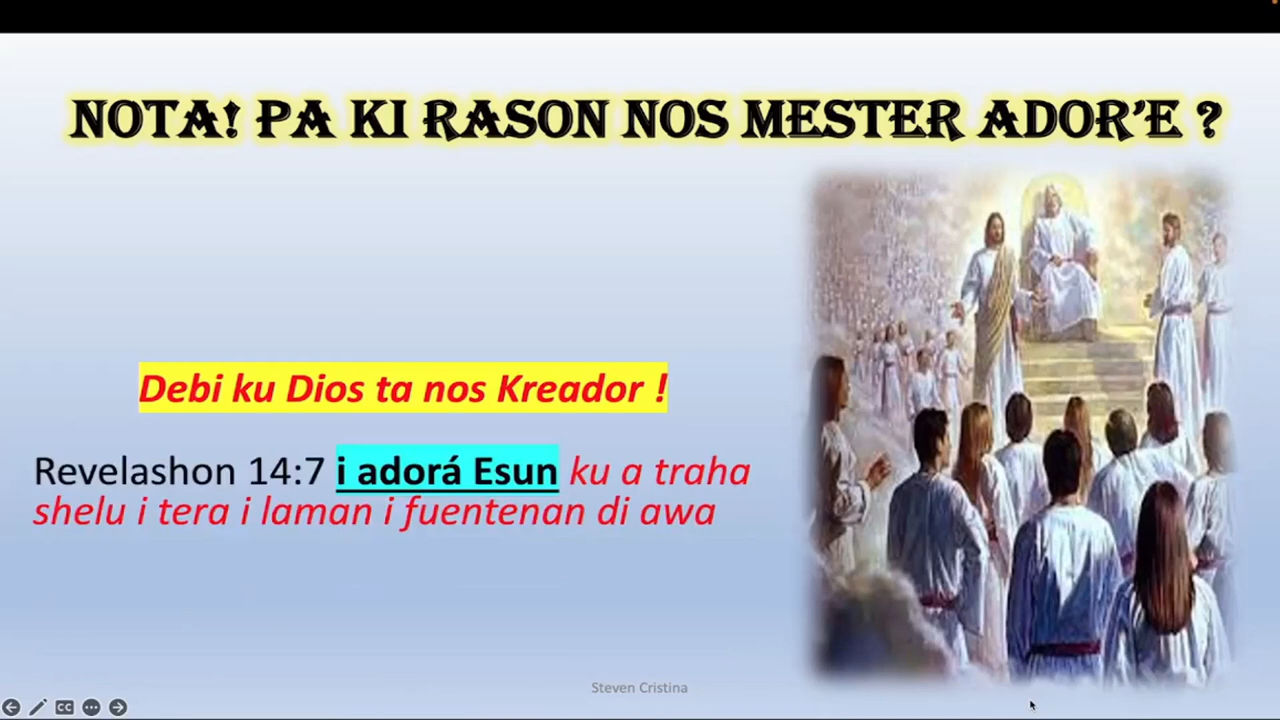 NOTA! PA KI RASON NOS MESTER ADOR'E ?
Debi ku Dios ta nos Kreador !
Revelashon 14:7 i adorá Esun ku a traha
shelu i tera i laman i fuentenan di awa
Steven Cristina
CC